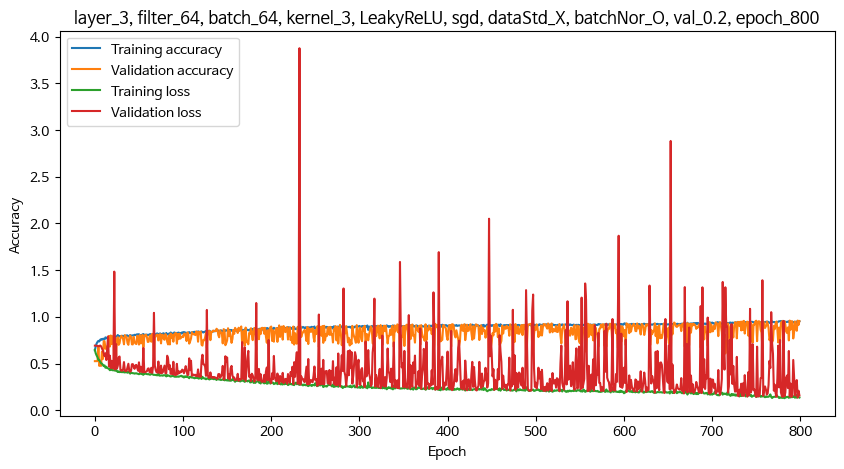 layer_3, filter_64, batch_64, kernel_3, LeakyReLU, sgd, dataStd_X, batchNor_O, val_0.2, epoch_800
Training accuracy
Validation accuracy
Training loss
Validation loss
Accuracy
4.0
3.5
3.0
2.5
2.0
1.5
1.0
0.5
0.0
0 100 200 300 400 500 600 700 800
Epoch